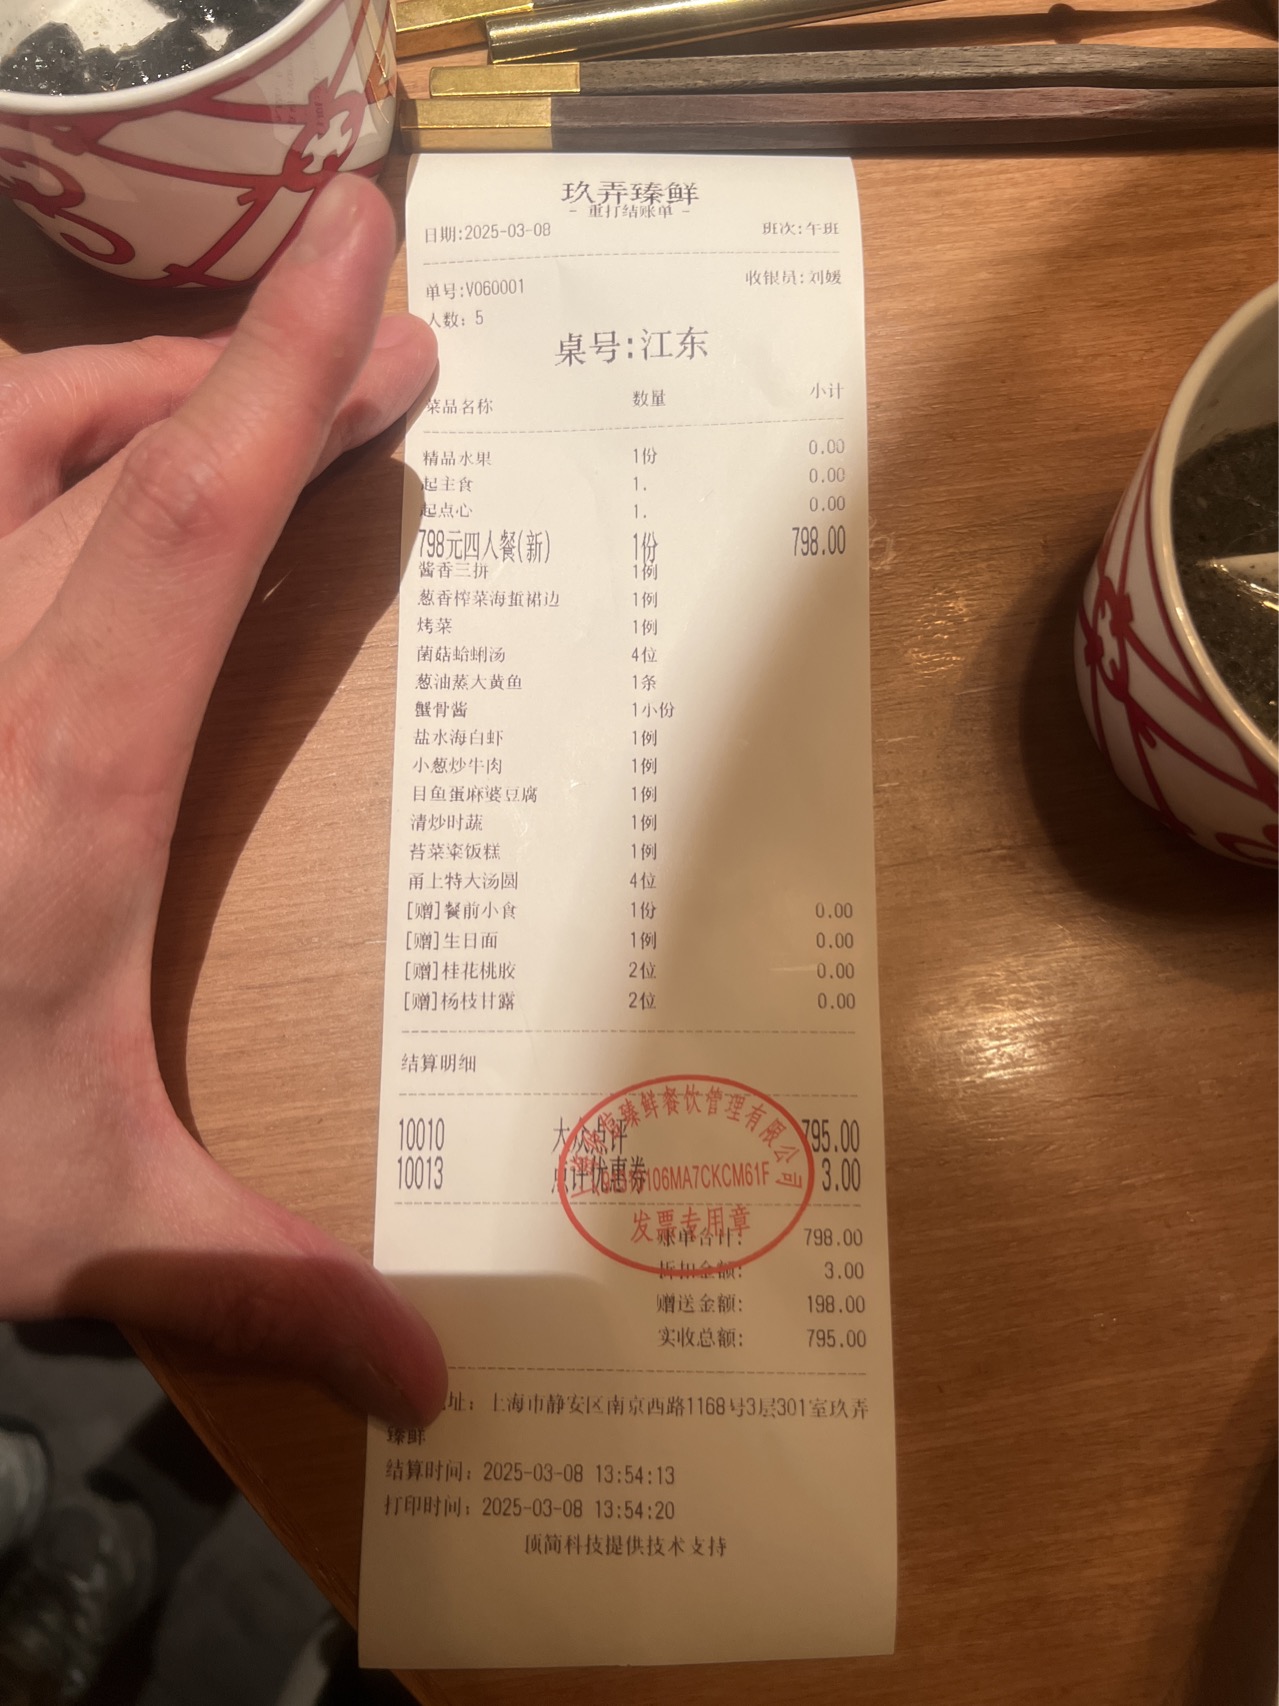 玖弄臻鲜
- 重打结账单 -
日期:2025-03-08 班次:午班
单号:V060001 收银员:刘媛
人数: 5
桌号:江东
菜品名称 数量 小计
精品水果 1份 0.00
起主食 1. 0.00
起点心 1. 0.00
798元四人餐(新) 1份 798.00
酱香三拼 1例
葱香榨菜海蜇裙边 1例
烤菜 1例
菌菇蛤蜊汤 4位
葱油蒸大黄鱼 1条
蟹骨酱 1小份
盐水海白虾 1例
小葱炒牛肉 1例
目鱼蛋麻婆豆腐 1例
清炒时蔬 1例
苔菜粢饭糕 1例
甬上特大汤圆 4位
[赠]餐前小食 1份 0.00
[赠]生日面 1例 0.00
[赠]桂花桃胶 2位 0.00
[赠]杨枝甘露 2位 0.00
结算明细
10010 大众点评 795.00
10013 点评优惠券 3.00
臻鲜餐饮管理有限公司
106MA7CKCM61F
发票专用章
账单合计: 798.00
折扣金额: 3.00
赠送金额: 198.00
实收总额: 795.00
址: 上海市静安区南京西路1168号3层301室玖弄
臻鲜
结算时间: 2025-03-08 13:54:13
打印时间: 2025-03-08 13:54:20
顶简科技提供技术支持